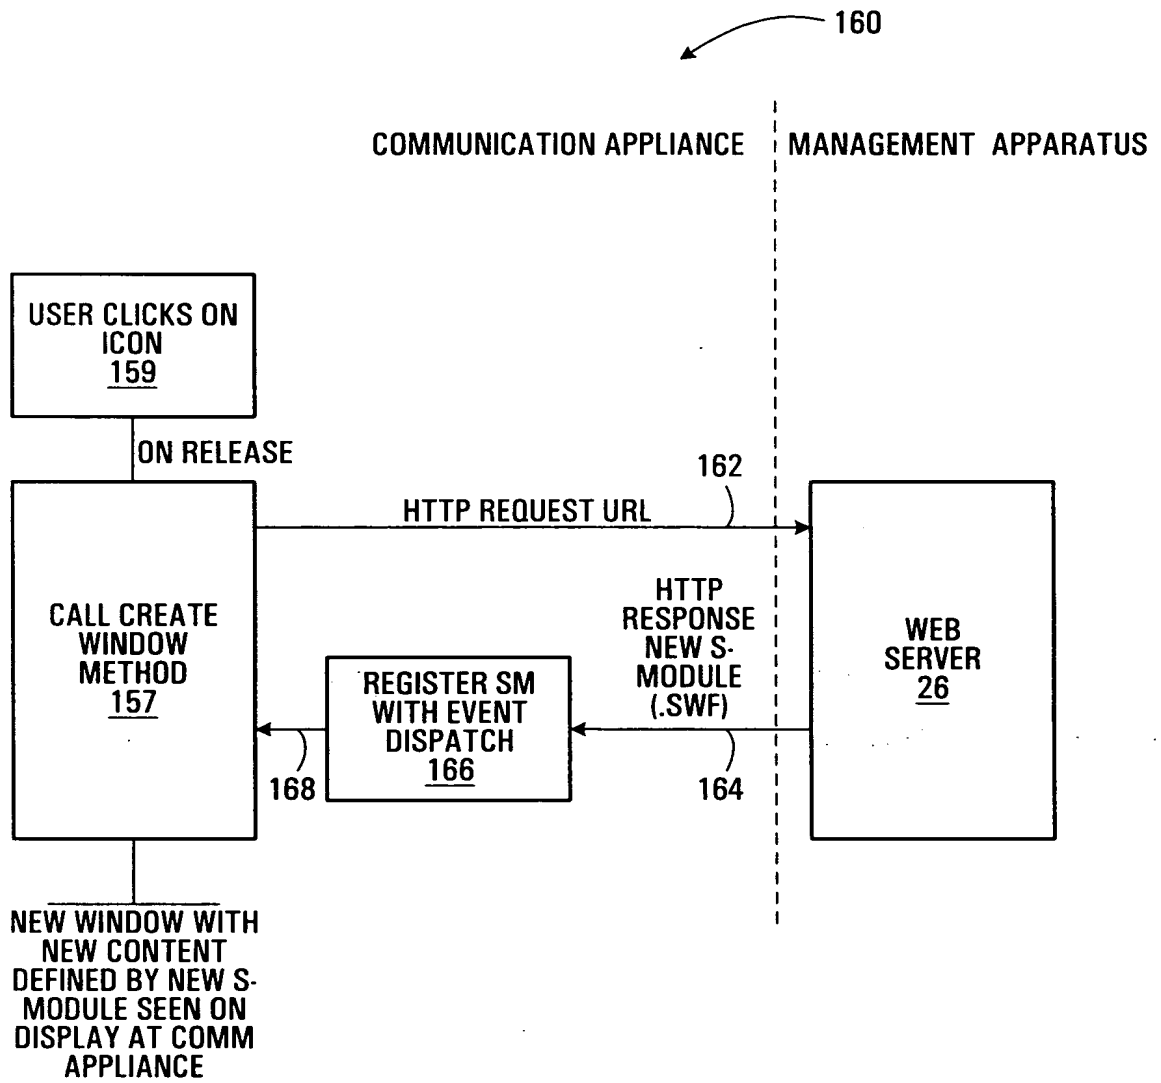 160
COMMUNICATION APPLIANCE
MANAGEMENT APPARATUS
USER CLICKS ON
ICON
159
ON RELEASE
162
HTTP REQUEST URL
CALL CREATE
WINDOW
METHOD
157
HTTP
RESPONSE
NEW S-
MODULE
(.SWF)
WEB
SERVER
26
REGISTER SM
WITH EVENT
DISPATCH
166
168
164
NEW WINDOW WITH
NEW CONTENT
DEFINED BY NEW S-
MODULE SEEN ON
DISPLAY AT COMM
APPLIANCE